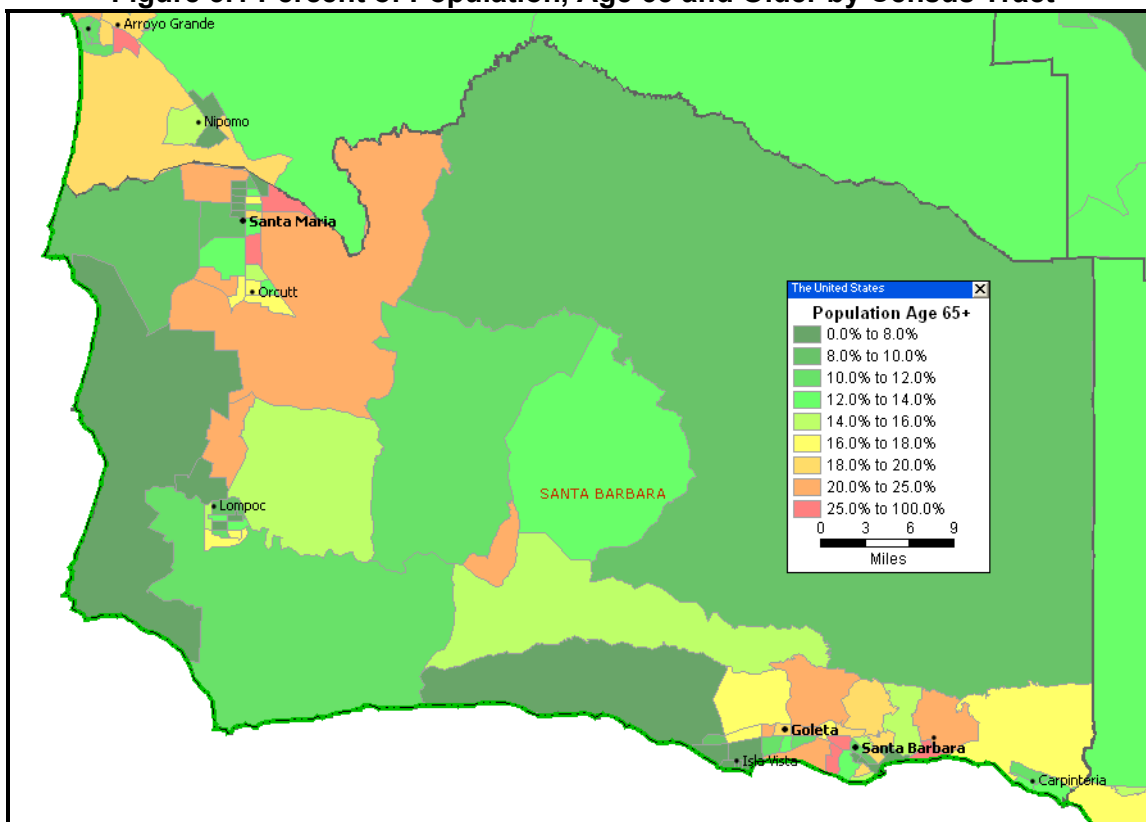 Arroyo Grande
Nipomo
Santa Maria
Orcutt
The United States
Population Age 65+
0.0% to 8.0%
8.0% to 10.0%
10.0% to 12.0%
12.0% to 14.0%
14.0% to 16.0%
16.0% to 18.0%
18.0% to 20.0%
20.0% to 25.0%
25.0% to 100.0%
0 3 6 9
Miles
SANTA BARBARA
Lompoc
Goleta
Santa Barbara
Isla Vista
Carpinteria